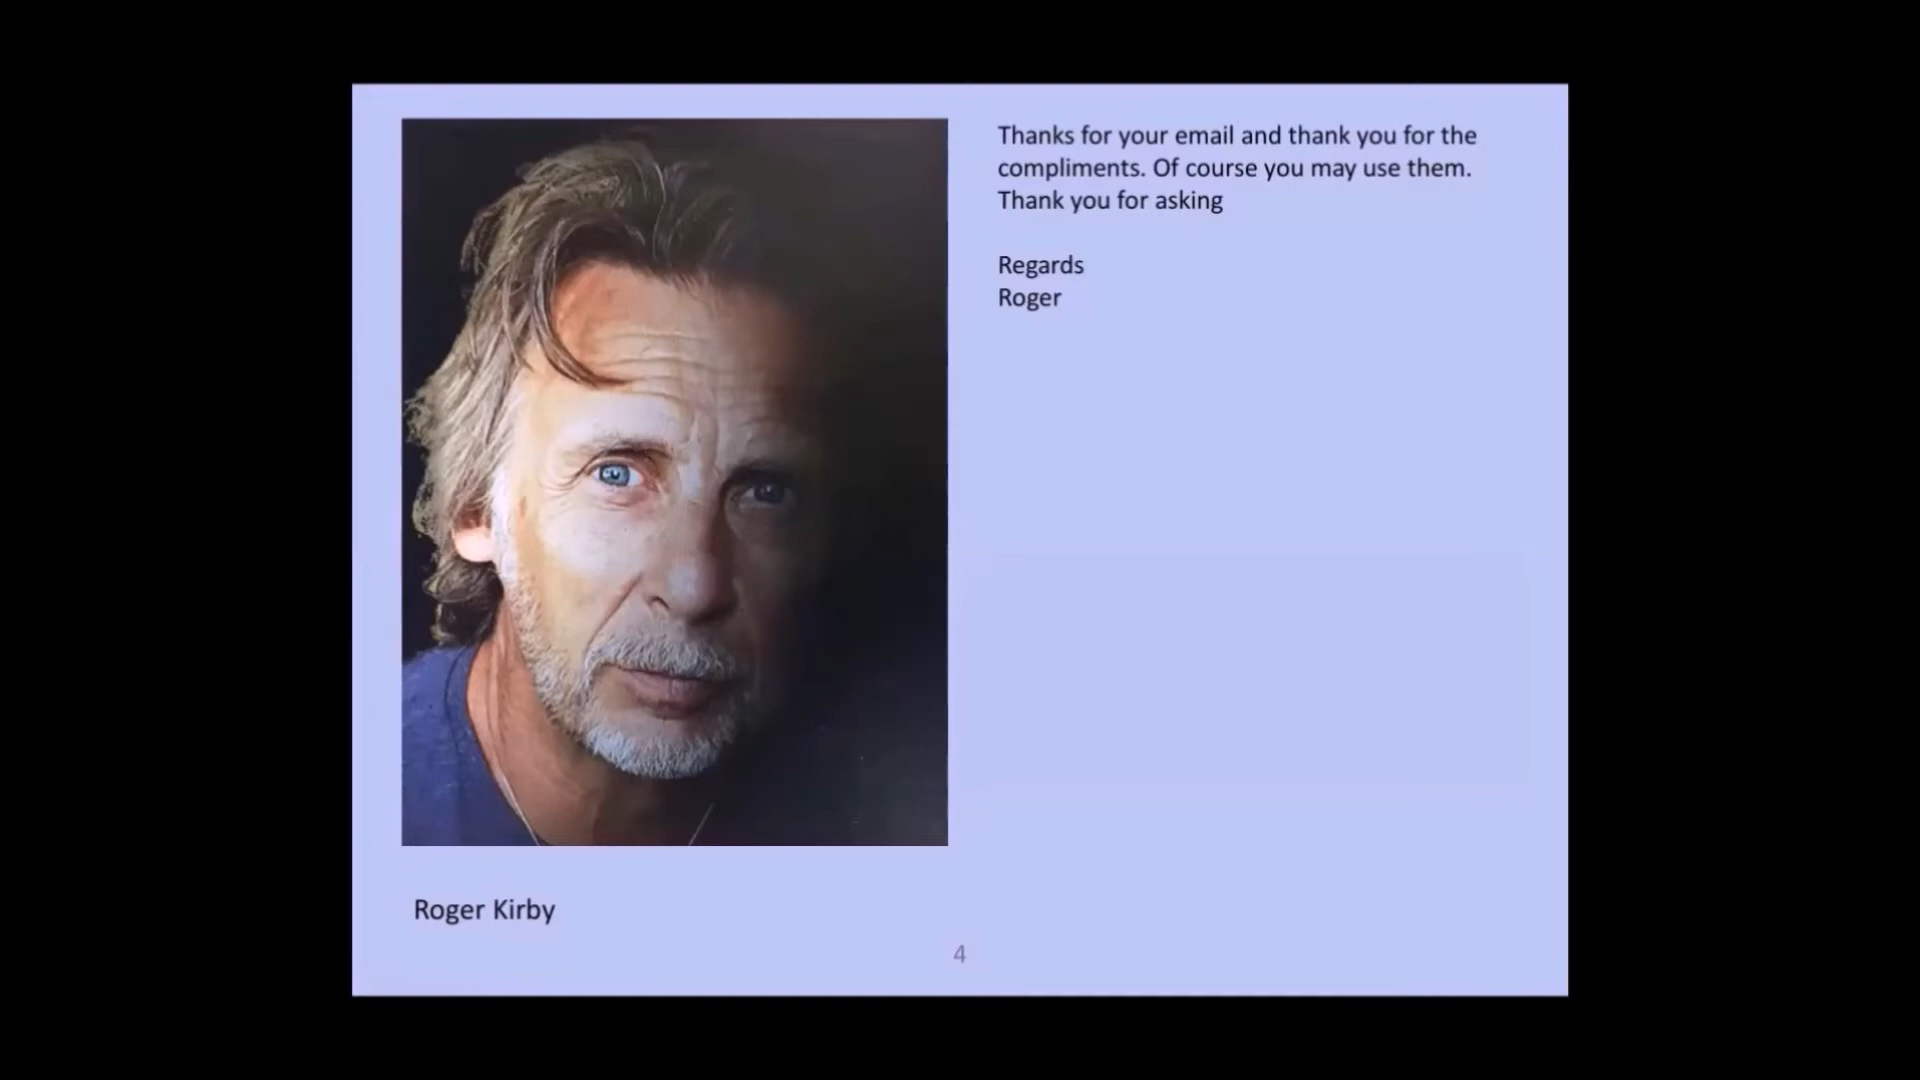 Thanks for your email and thank you for the
compliments. Of course you may use them.
Thank you for asking
Regards
Roger
Roger Kirby
4